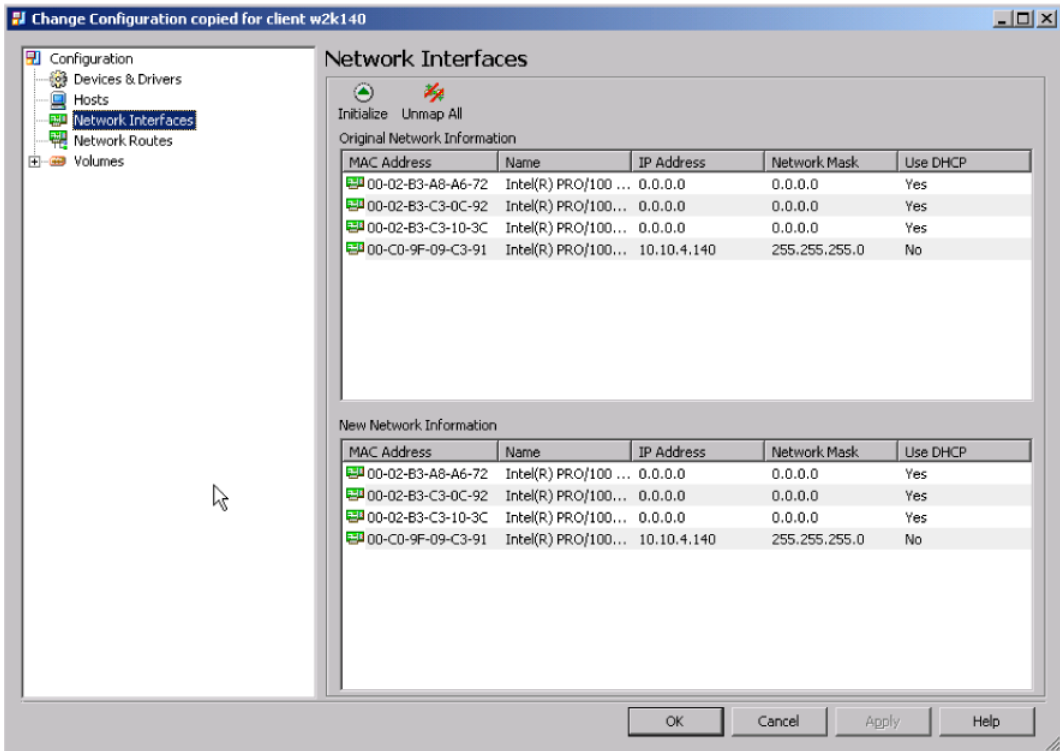 Change Configuration copied for client w2k140
Configuration
Devices & Drivers
Hosts
Network Interfaces
Network Routes
Volumes
Network Interfaces
Initialize Unmap All
Original Network Information
MAC Address Name IP Address Network Mask Use DHCP
00-02-B3-A8-A6-72 Intel(R) PRO/100 ... 0.0.0.0 0.0.0.0 Yes
00-02-B3-C3-0C-92 Intel(R) PRO/100... 0.0.0.0 0.0.0.0 Yes
00-02-B3-C3-10-3C Intel(R) PRO/100... 0.0.0.0 0.0.0.0 Yes
00-C0-9F-09-C3-91 Intel(R) PRO/100... 10.10.4.140 255.255.255.0 No
New Network Information
MAC Address Name IP Address Network Mask Use DHCP
00-02-B3-A8-A6-72 Intel(R) PRO/100 ... 0.0.0.0 0.0.0.0 Yes
00-02-B3-C3-0C-92 Intel(R) PRO/100... 0.0.0.0 0.0.0.0 Yes
00-02-B3-C3-10-3C Intel(R) PRO/100... 0.0.0.0 0.0.0.0 Yes
00-C0-9F-09-C3-91 Intel(R) PRO/100... 10.10.4.140 255.255.255.0 No
OK Cancel Apply Help